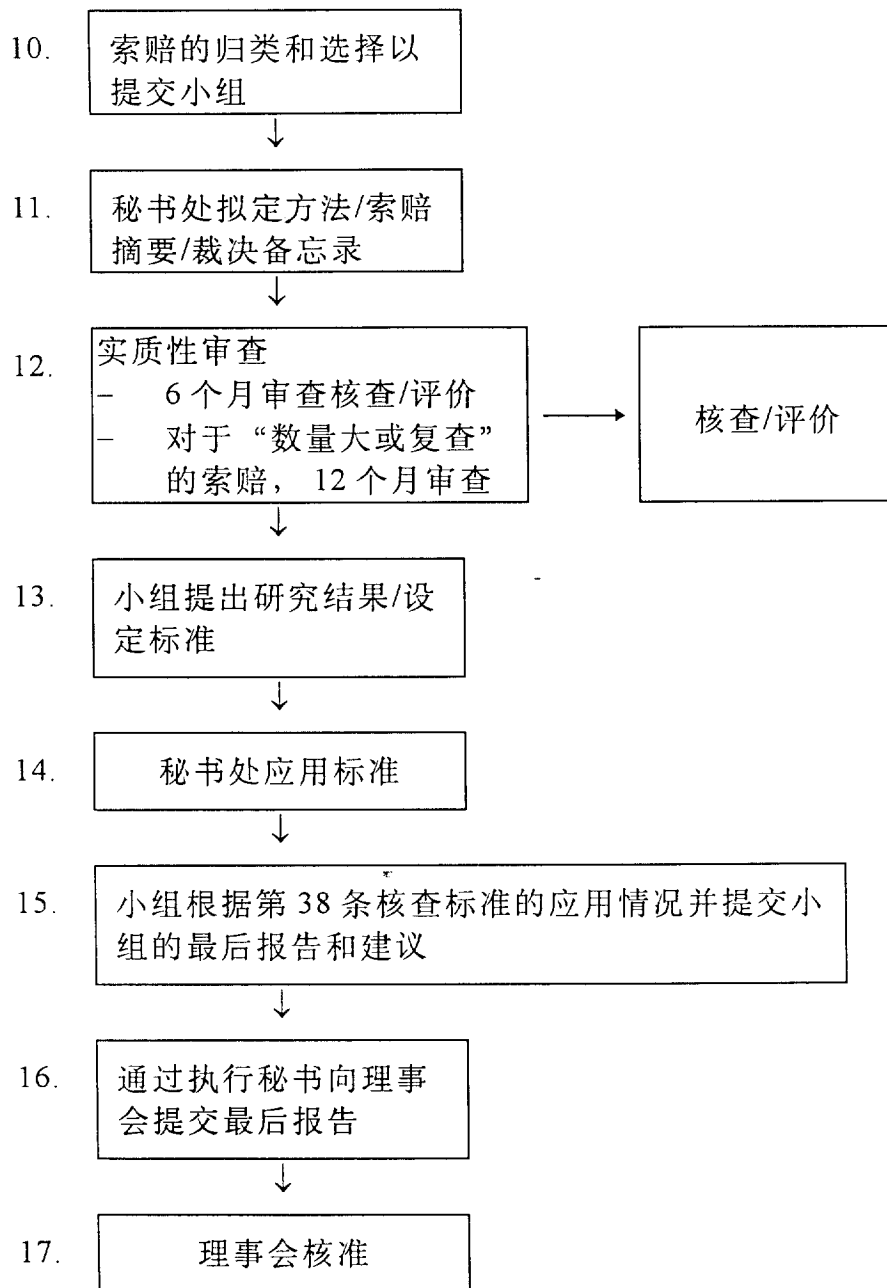 10.
索赔的归类和选择以
提交小组
↓
11.
秘书处拟定方法/索赔
摘要/裁决备忘录
↓
12.
实质性审查
– 6个月审查核查/评价
– 对于“数量大或复查”
的索赔，12个月审查
→
核查/评价
↓
13.
小组提出研究结果/设
定标准
↓
14.
秘书处应用标准
↓
15.
小组根据第38条核查标准的应用情况并提交小
组的最后报告和建议
↓
16.
通过执行秘书向理事
会提交最后报告
↓
17.
理事会核准